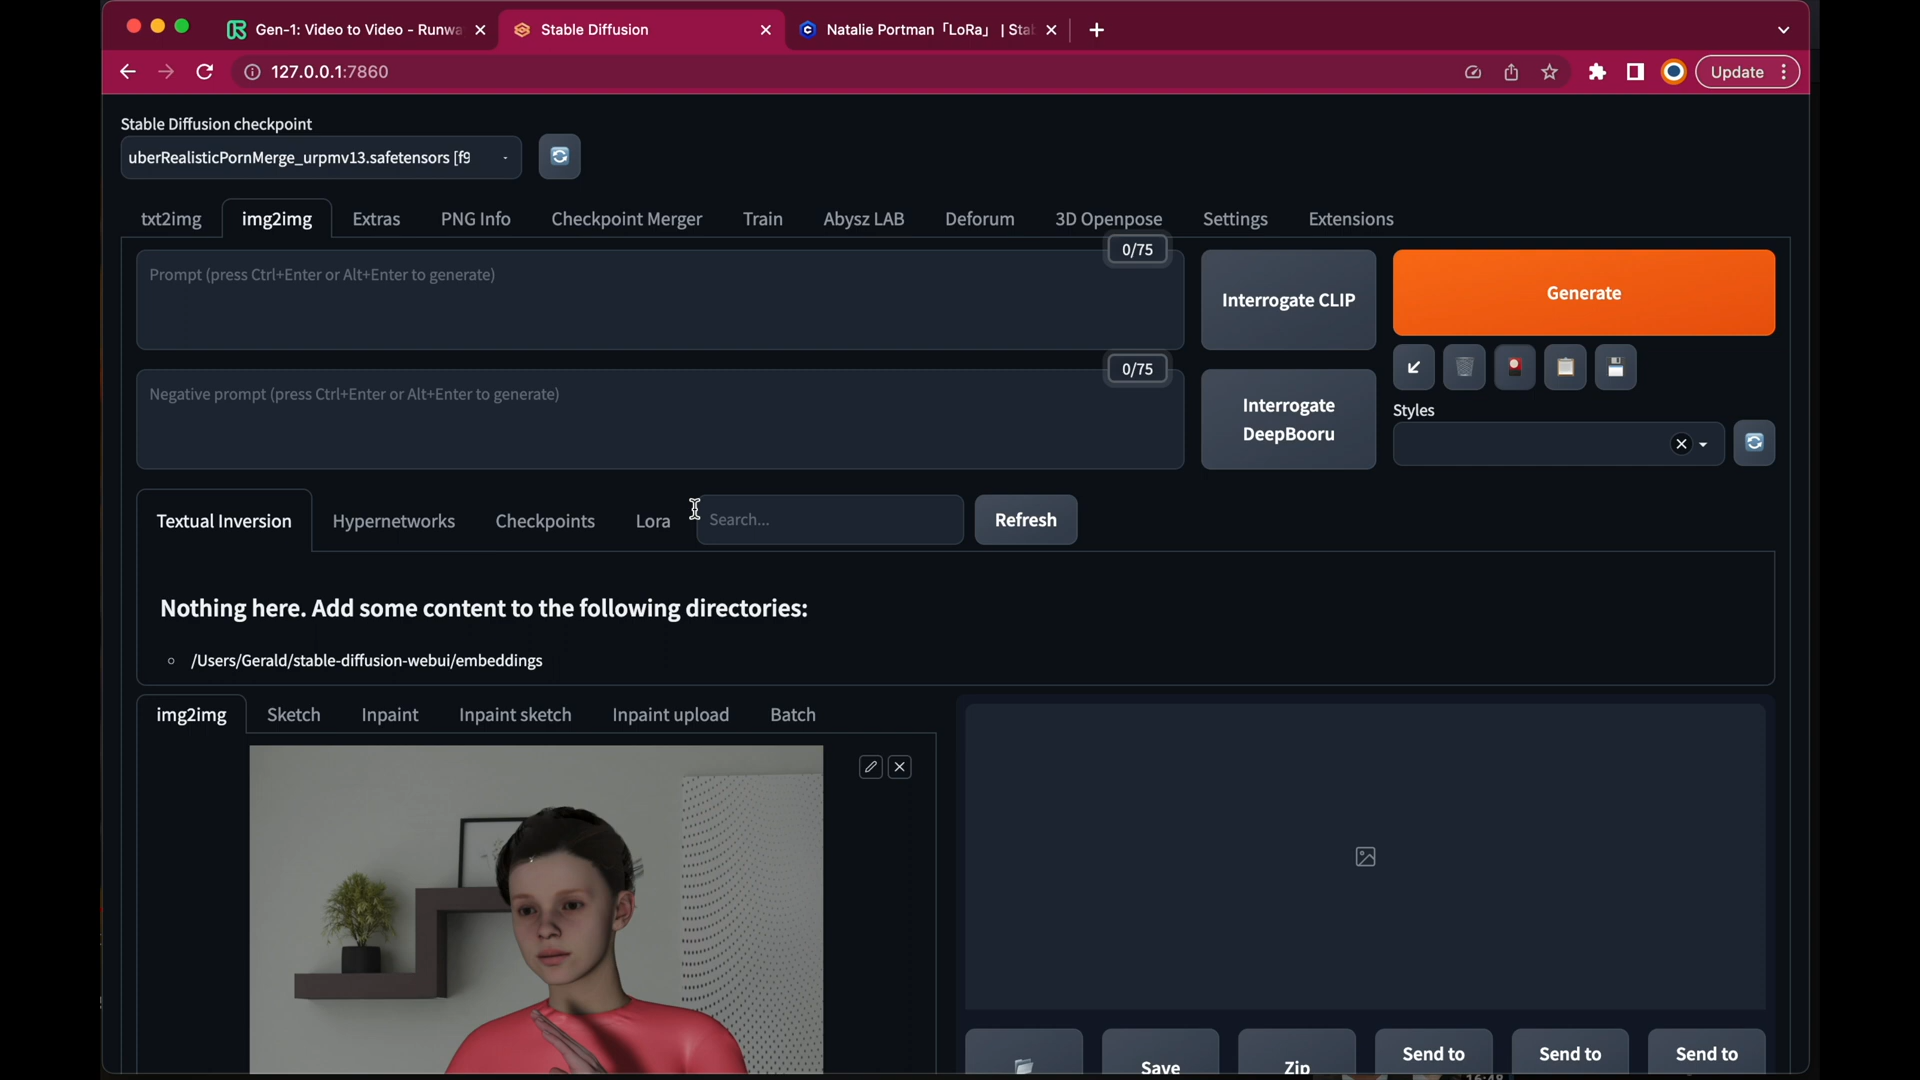 Gen-1: Video to Video - Runwa
Stable Diffusion
Natalie Portman「LoRa」 | Stab
127.0.0.1:7860
Update
Stable Diffusion checkpoint
uberRealisticPornMerge_urpmv13.safetensors [f9
txt2img
img2img
Extras
PNG Info
Checkpoint Merger
Train
Abysz LAB
Deforum
3D Openpose
Settings
Extensions
0/75
Prompt (press Ctrl+Enter or Alt+Enter to generate)
Interrogate CLIP
Generate
0/75
Negative prompt (press Ctrl+Enter or Alt+Enter to generate)
Interrogate
DeepBooru
Styles
Textual Inversion
Hypernetworks
Checkpoints
Lora
Search...
Refresh
Nothing here. Add some content to the following directories:
/Users/Gerald/stable-diffusion-webui/embeddings
img2img
Sketch
Inpaint
Inpaint sketch
Inpaint upload
Batch
Save
Zip
Send to
Send to
Send to